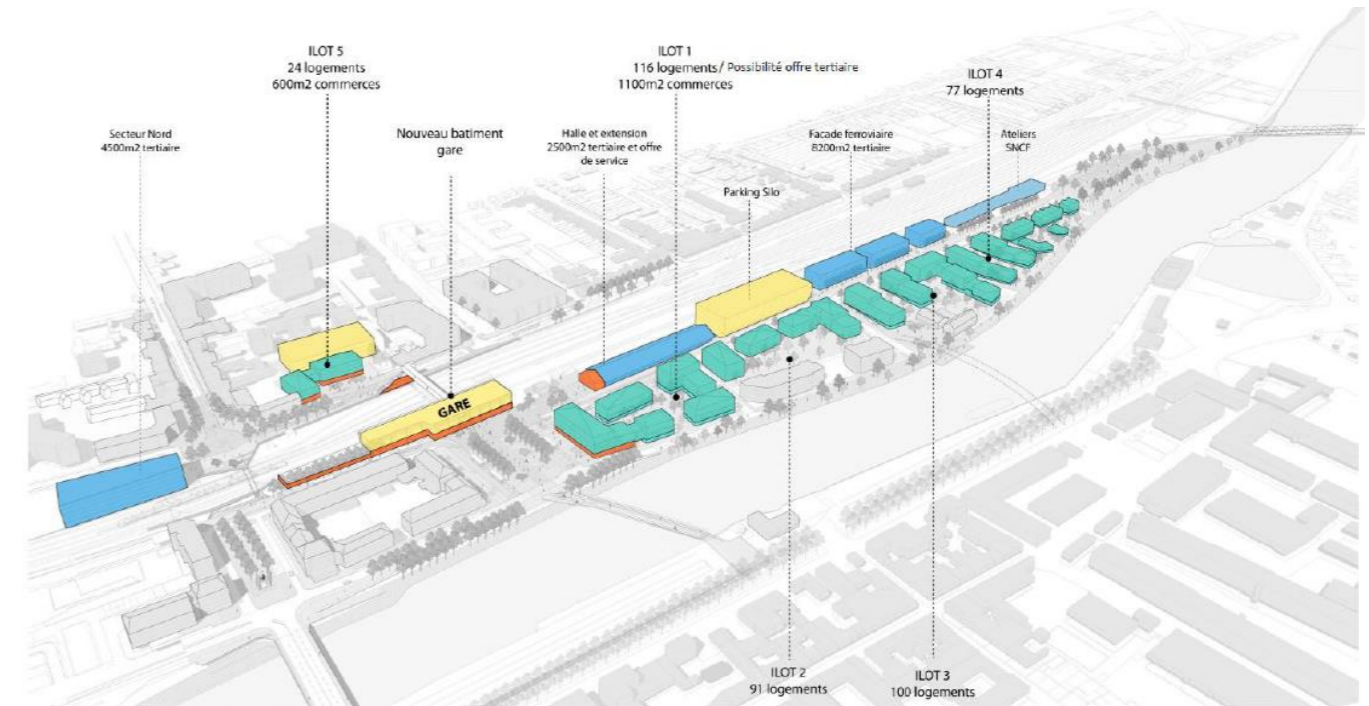 ILOT 5
24 logements
600m2 commerces
ILOT 1
116 logements/ Possibilité offre tertiaire
1100m2 commerces
ILOT 4
77 logements
Secteur Nord
4500m2 tertiaire
Nouveau batiment
gare
Halle et extension
2500m2 tertiaire et offre
de service
Facade ferroviaire
8200m2 tertiaire
Ateliers
SNCF
Parking Silo
GARE
ILOT 2
91 logements
ILOT 3
100 logements